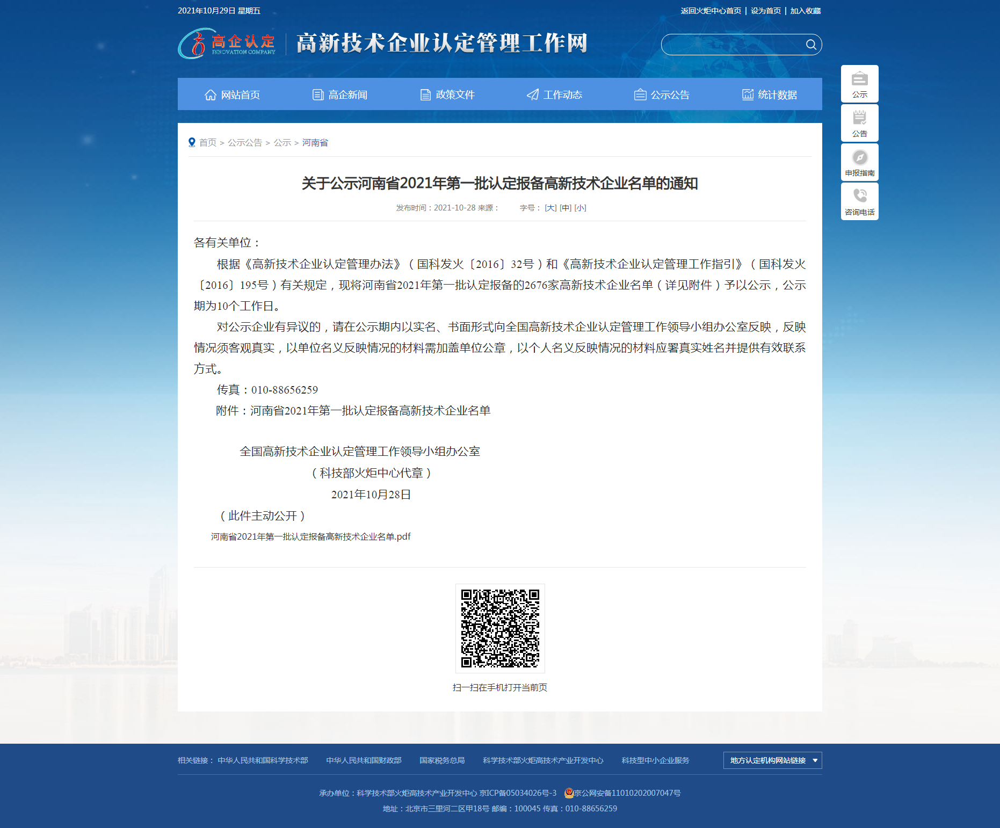 2021年10月29日 星期五
返回火炬中心首页 | 设为首页 | 加入收藏
高企认定
INNOVATION COMPANY
高新技术企业认定管理工作网
网站首页 高企新闻 政策文件 工作动态 公示公告 统计数据
公示
公告
申报指南
咨询电话
首页 > 公示公告 > 公示 > 河南省
关于公示河南省2021年第一批认定报备高新技术企业名单的通知
发布时间：2021-10-28 来源： 字号： [大] [中] [小]
各有关单位：
根据《高新技术企业认定管理办法》（国科发火〔2016〕32号）和《高新技术企业认定管理工作指引》（国科发火
〔2016〕195号）有关规定，现将河南省2021年第一批认定报备的2676家高新技术企业名单（详见附件）予以公示，公示
期为10个工作日。
对公示企业有异议的，请在公示期内以实名、书面形式向全国高新技术企业认定管理工作领导小组办公室反映，反映
情况须客观真实，以单位名义反映情况的材料需加盖单位公章，以个人名义反映情况的材料应署真实姓名并提供有效联系
方式。
传真：010-88656259
附件：河南省2021年第一批认定报备高新技术企业名单
全国高新技术企业认定管理工作领导小组办公室
（科技部火炬中心代章）
2021年10月28日
（此件主动公开）
河南省2021年第一批认定报备高新技术企业名单.pdf
扫一扫在手机打开当前页
相关链接： 中华人民共和国科学技术部 中华人民共和国财政部 国家税务总局 科学技术部火炬高技术产业开发中心 科技型中小企业服务 地方认定机构网站链接
承办单位：科学技术部火炬高技术产业开发中心 京ICP备05034026号-3 京公网安备11010202007047号
地址：北京市三里河二区甲18号 邮编：100045 传真：010-88656259